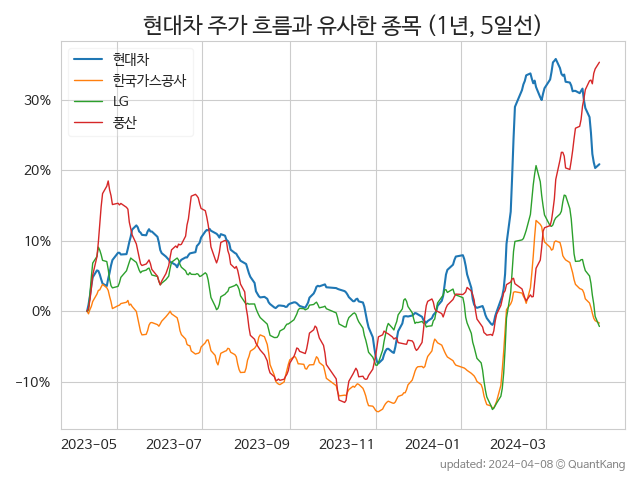 현대차 주가 흐름과 유사한 종목 (1년, 5일선)
현대차
한국가스공사
LG
풍산
30%
20%
10%
0%
−10%
2023-05 2023-07 2023-09 2023-11 2024-01 2024-03
updated: 2024-04-08 ⓒ QuantKang